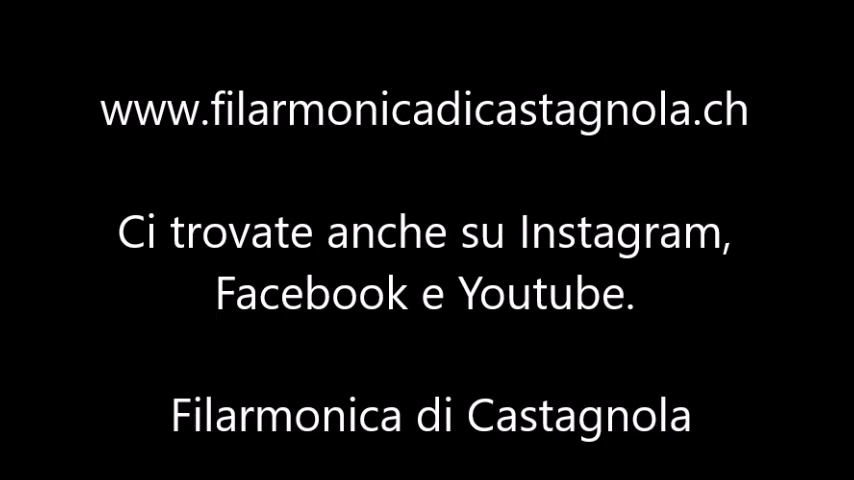 www.filarmonicadicastagnola.ch
Ci trovate anche su Instagram,
Facebook e Youtube.
Filarmonica di Castagnola